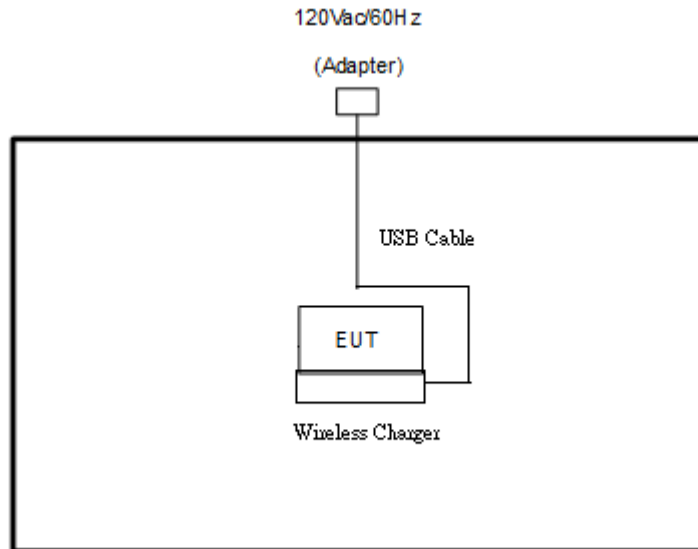 120Vac/60Hz
(Adapter)
USB Cable
EUT
Wireless Charger